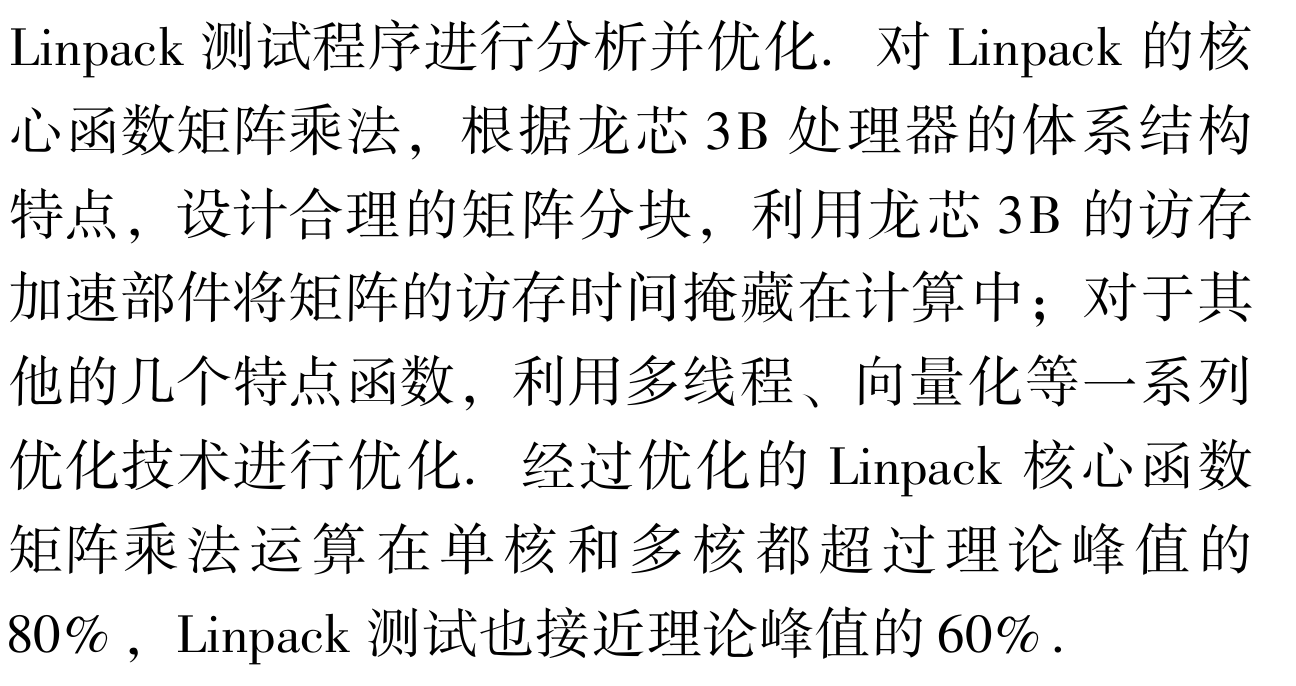 Linpack 测试程序进行分析并优化. 对 Linpack 的核
心函数矩阵乘法, 根据龙芯 3B 处理器的体系结构
特点, 设计合理的矩阵分块, 利用龙芯 3B 的访存
加速部件将矩阵的访存时间掩藏在计算中; 对于其
他的几个特点函数, 利用多线程、向量化等一系列
优化技术进行优化. 经过优化的 Linpack 核心函数
矩阵乘法运算在单核和多核都超过理论峰值的
80%, Linpack 测试也接近理论峰值的 60%.